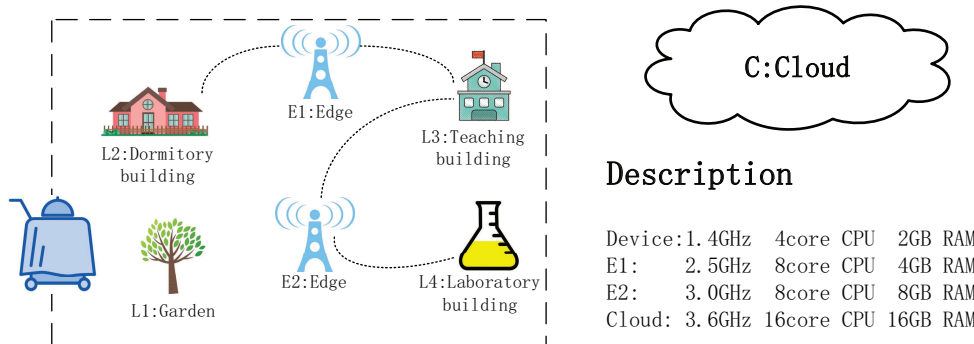 E1:Edge
L2:Dormitory
building
L3:Teaching
building
L1:Garden
E2:Edge
L4:Laboratory
building
C:Cloud
Description
Device:1.4GHz 4core CPU 2GB RAM
E1: 2.5GHz 8core CPU 4GB RAM
E2: 3.0GHz 8core CPU 8GB RAM
Cloud: 3.6GHz 16core CPU 16GB RAM